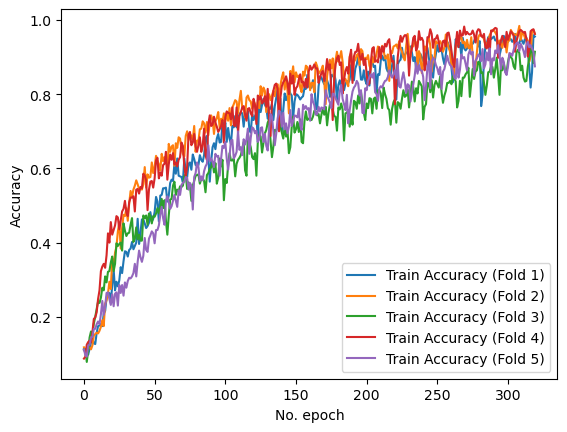 1.0
0.8
0.6
0.4
0.2
Accuracy
0
50
100
150
200
250
300
No. epoch
Train Accuracy (Fold 1)
Train Accuracy (Fold 2)
Train Accuracy (Fold 3)
Train Accuracy (Fold 4)
Train Accuracy (Fold 5)